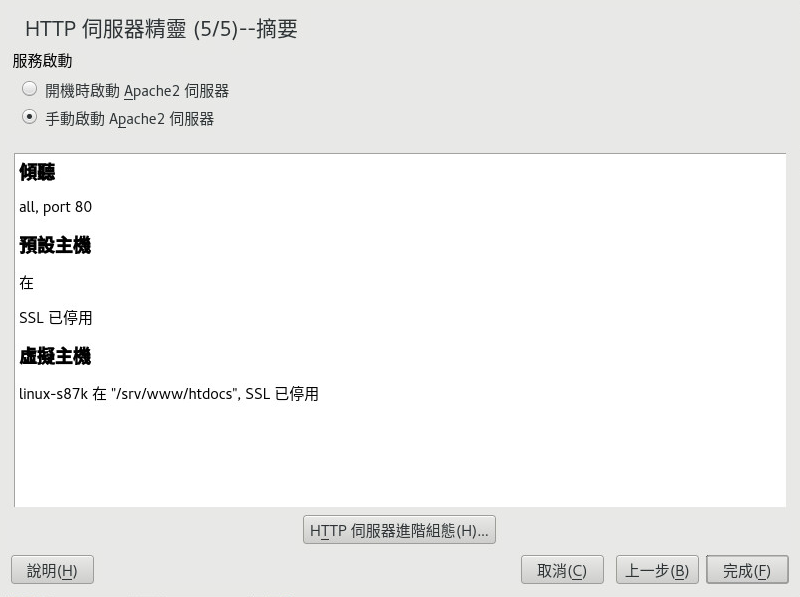 HTTP 伺服器精靈 (5/5)--摘要
服務啟動
開機時啟動 Apache2 伺服器
手動啟動 Apache2 伺服器
傾聽
all, port 80
預設主機
在
SSL 已停用
虛擬主機
linux-s87k 在 "/srv/www/htdocs", SSL 已停用
HTTP 伺服器進階組態(H)...
說明(H)
取消(C)
上一步(B)
完成(F)